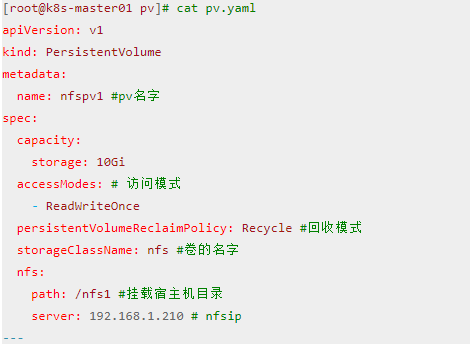 [root@k8s-master01 pv]# cat pv.yaml
apiVersion: v1
kind: PersistentVolume
metadata:
  name: nfspv1 #pv名字
spec:
  capacity:
    storage: 10Gi
  accessModes: # 访问模式
    - ReadWriteOnce
  persistentVolumeReclaimPolicy: Recycle #回收模式
  storageClassName: nfs #卷的名字
  nfs:
    path: /nfs1 #挂载宿主机目录
    server: 192.168.1.210 # nfsip
---